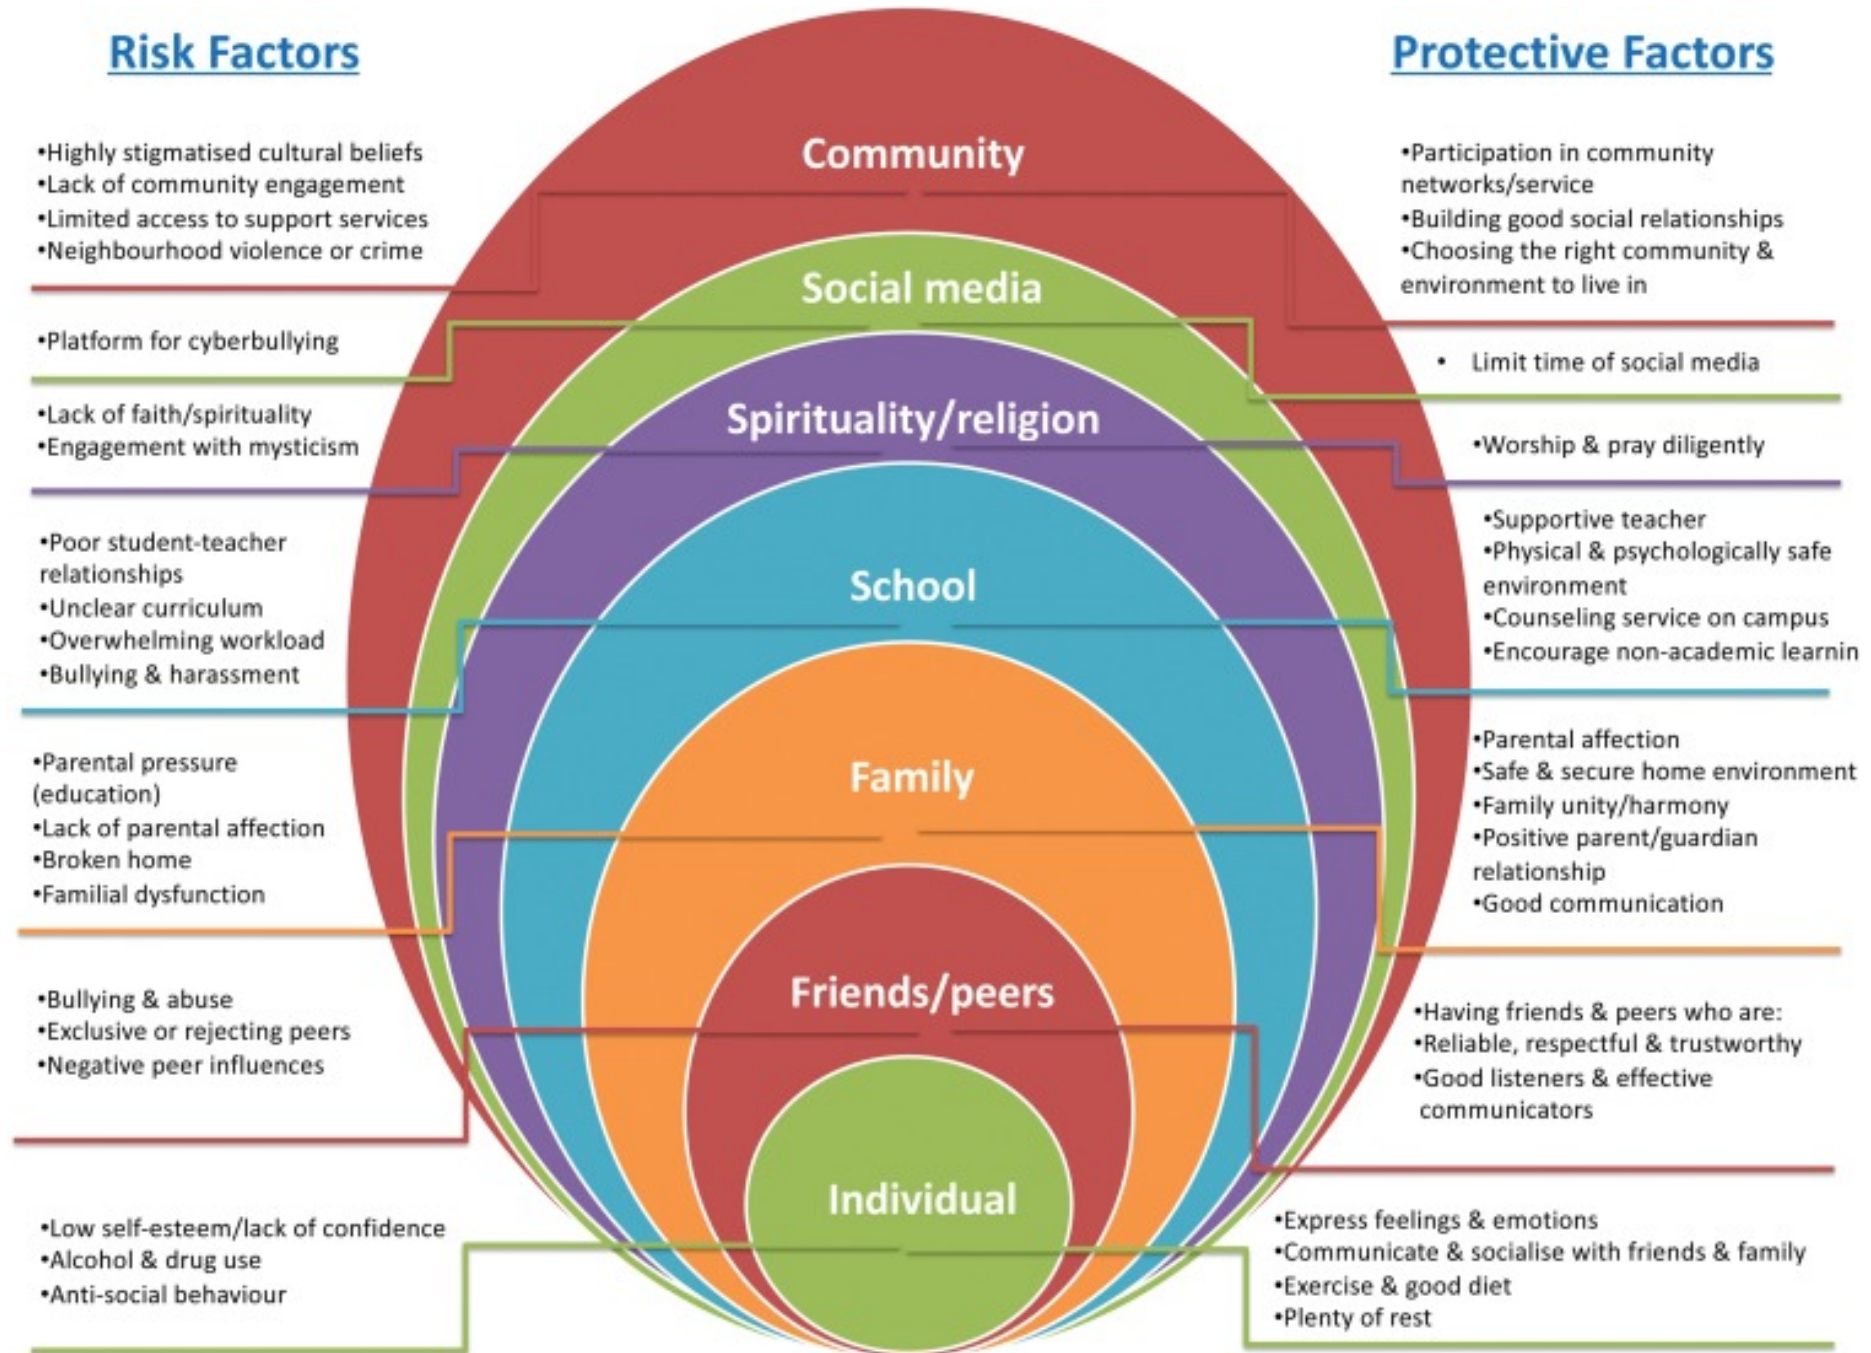 Risk Factors
•Highly stigmatised cultural beliefs
•Lack of community engagement
•Limited access to support services
•Neighbourhood violence or crime
•Platform for cyberbullying
•Lack of faith/spirituality
•Engagement with mysticism
•Poor student-teacher
relationships
•Unclear curriculum
•Overwhelming workload
•Bullying & harassment
•Parental pressure
(education)
•Lack of parental affection
•Broken home
•Familial dysfunction
•Bullying & abuse
•Exclusive or rejecting peers
•Negative peer influences
•Low self-esteem/lack of confidence
•Alcohol & drug use
•Anti-social behaviour
Community
Social media
Spirituality/religion
School
Family
Friends/peers
Individual
Protective Factors
•Participation in community
networks/service
•Building good social relationships
•Choosing the right community &
environment to live in
• Limit time of social media
•Worship & pray diligently
•Supportive teacher
•Physical & psychologically safe
environment
•Counseling service on campus
•Encourage non-academic learnin
•Parental affection
•Safe & secure home environment
•Family unity/harmony
•Positive parent/guardian
relationship
•Good communication
•Having friends & peers who are:
•Reliable, respectful & trustworthy
•Good listeners & effective
communicators
•Express feelings & emotions
•Communicate & socialise with friends & family
•Exercise & good diet
•Plenty of rest